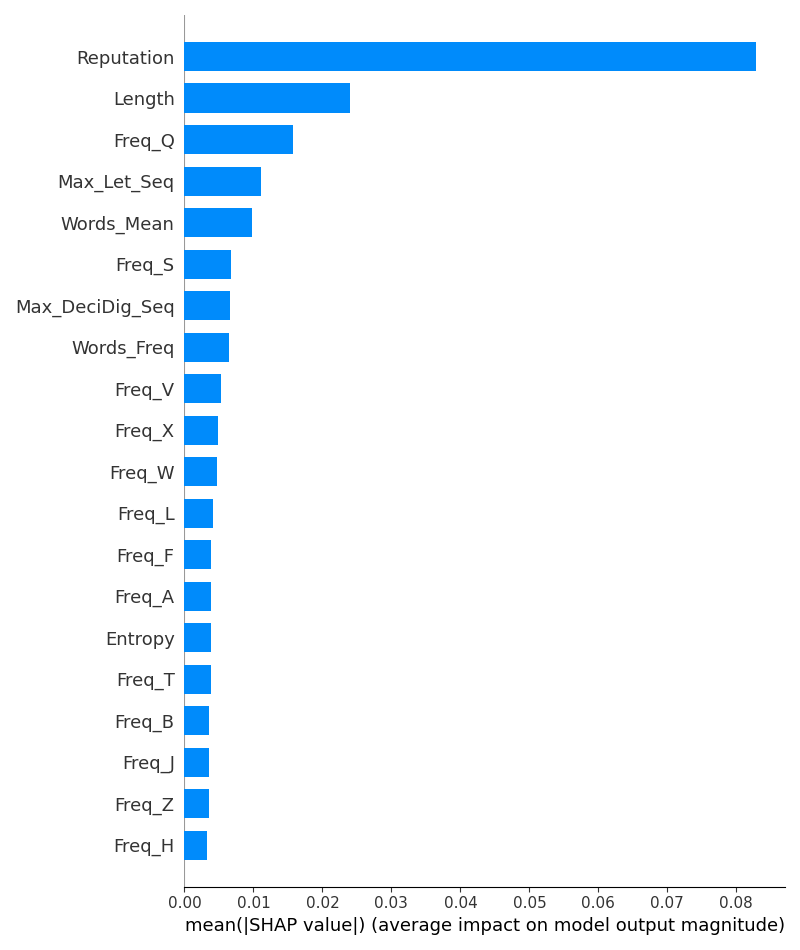 Reputation
Length
Freq_Q
Max_Let_Seq
Words_Mean
Freq_S
Max_DeciDig_Seq
Words_Freq
Freq_V
Freq_X
Freq_W
Freq_L
Freq_F
Freq_A
Entropy
Freq_T
Freq_B
Freq_J
Freq_Z
Freq_H
0.00 0.01 0.02 0.03 0.04 0.05 0.06 0.07 0.08
mean(|SHAP value|) (average impact on model output magnitude)